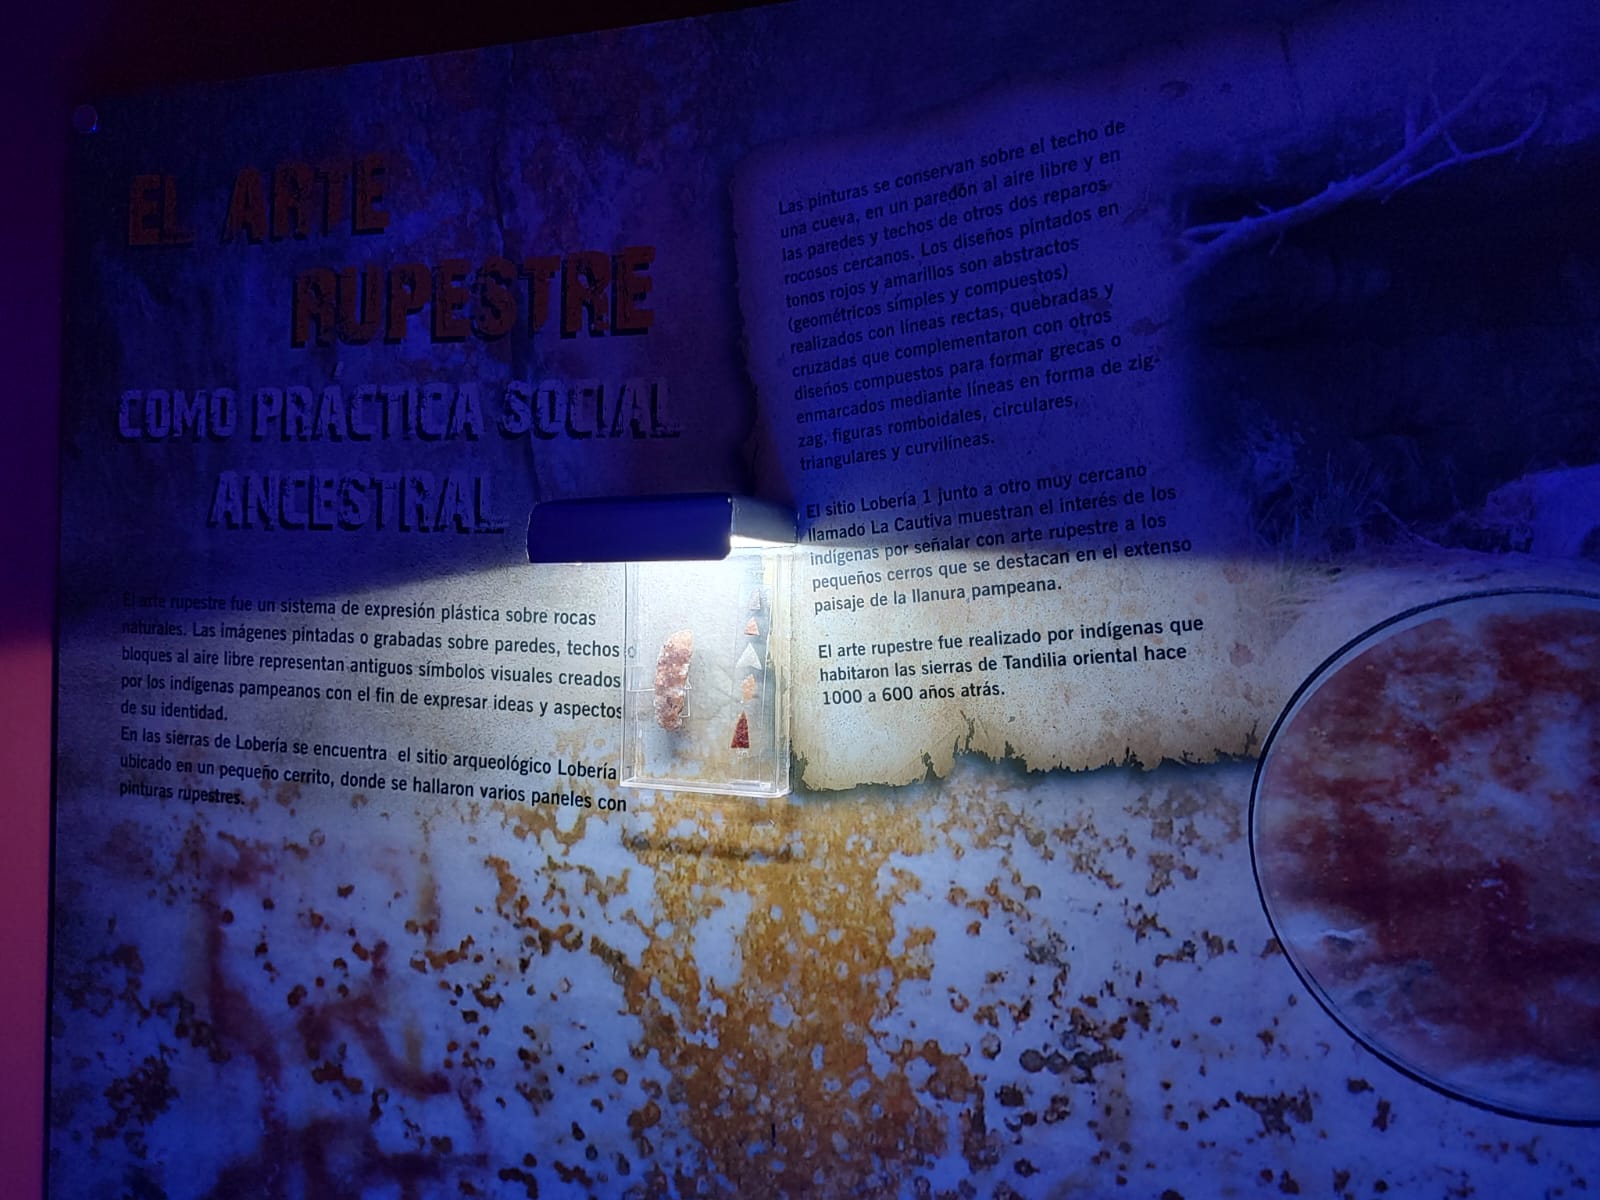 EL ARTE
RUPESTRE
COMO PRÁCTICA SOCIAL
ANCESTRAL
El arte rupestre fue un sistema de expresión plástica sobre rocas
naturales. Las imágenes pintadas o grabadas sobre paredes, techos o
bloques al aire libre representan antiguos símbolos visuales creados
por los indígenas pampeanos con el fin de expresar ideas y aspectos
de su identidad.
En las sierras de Lobería se encuentra el sitio arqueológico Lobería
ubicado en un pequeño cerrito, donde se hallaron varios paneles con
pinturas rupestres.
Las pinturas se conservan sobre el techo de
una cueva, en un paredón al aire libre y en
las paredes y techos de otros dos reparos
rocosos cercanos. Los diseños pintados en
tonos rojos y amarillos son abstractos
(geométricos simples y compuestos)
realizados con líneas rectas, quebradas y
cruzadas que complementaron con otros
diseños compuestos para formar grecas o
enmarcados mediante líneas en forma de zig-
zag, figuras romboidales, circulares,
triangulares y curvilíneas.
El sitio Lobería 1 junto a otro muy cercano
llamado La Cautiva muestran el interés de los
indígenas por señalar con arte rupestre a los
pequeños cerros que se destacan en el extenso
paisaje de la llanura pampeana.
El arte rupestre fue realizado por indígenas que
habitaron las sierras de Tandilia oriental hace
1000 a 600 años atrás.